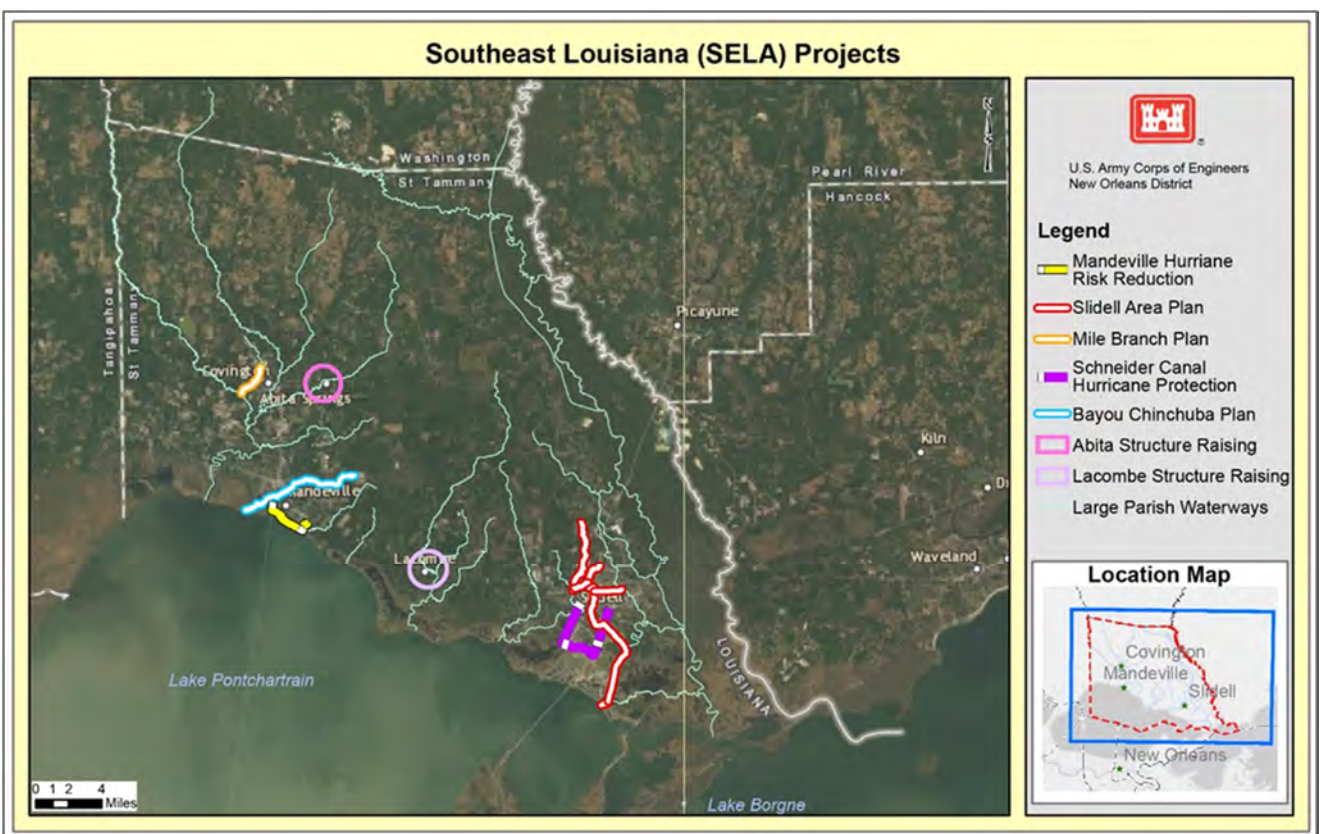 Southeast Louisiana (SELA) Projects
Washington
St Tammany
Pearl River
Hancock
N
Tangipahoa
St Tamman
Picayune
Covington
Abita Springs
Kiln
Mandeville
Waveland
Lacombe
Slidell
LOUISIANA
Lake Pontchartrain
Lake Borgne
0 1 2 4
Miles
U.S. Army Corps of Engineers
New Orleans District
Legend
Mandeville Hurriane
Risk Reduction
Slidell Area Plan
Mile Branch Plan
Schneider Canal
Hurricane Protection
Bayou Chinchuba Plan
Abita Structure Raising
Lacombe Structure Raising
Large Parish Waterways
Location Map
Covington
Mandeville
Slidell
New Orleans